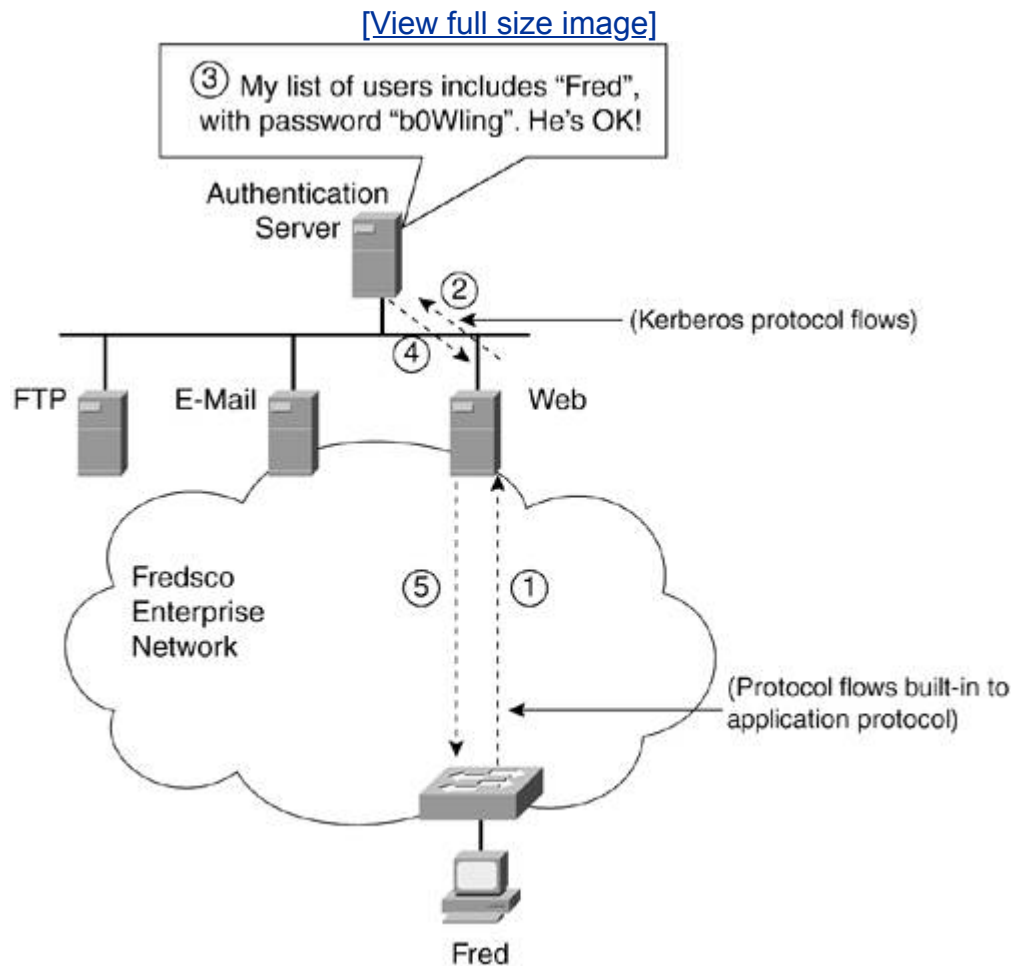 [View full size image]
③ My list of users includes “Fred”,
with password “b0Wling”. He's OK!
Authentication
Server
②
(Kerberos protocol flows)
④
FTP
E-Mail
Web
Fredsco
Enterprise
Network
⑤
①
(Protocol flows built-in to
application protocol)
Fred